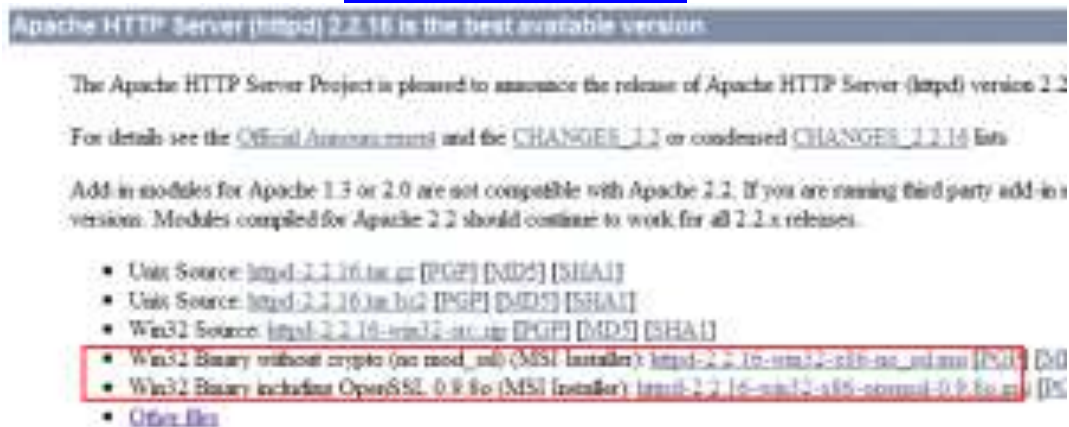 Apache HTTP Server (httpd) 2.2.16 is the best available version
The Apache HTTP Server Project is pleased to announce the release of Apache HTTP Server (httpd) version 2.2
For details see the Official Announcement and the CHANGES_2.2 or condensed CHANGES_2.2.16 lists
Add-in modules for Apache 1.3 or 2.0 are not compatible with Apache 2.2. If you are running third party add-in
versions. Modules compiled for Apache 2.2 should continue to work for all 2.2.x releases.
• Unix Source: httpd-2.2.16.tar.gz [PGP] [MD5] [SHA1]
• Unix Source: httpd-2.2.16.tar.bz2 [PGP] [MD5] [SHA1]
• Win32 Source: httpd-2.2.16-win32-src.zip [PGP] [MD5] [SHA1]
• Win32 Binary without crypto (no mod_ssl) (MSI Installer): httpd-2.2.16-win32-x86-no_ssl.msi [PGP]
• Win32 Binary including OpenSSL 0.9.8o (MSI Installer): httpd-2.2.16-win32-x86-openssl-0.9.8o.msi
• Other files